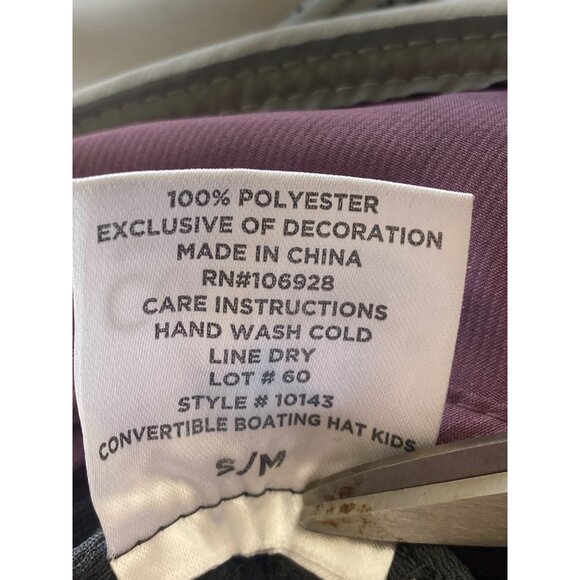 100% POLYESTER
EXCLUSIVE OF DECORATION
MADE IN CHINA
RN#106928
CARE INSTRUCTIONS
HAND WASH COLD
LINE DRY
LOT # 60
STYLE # 10143
CONVERTIBLE BOATING HAT KIDS
S/M